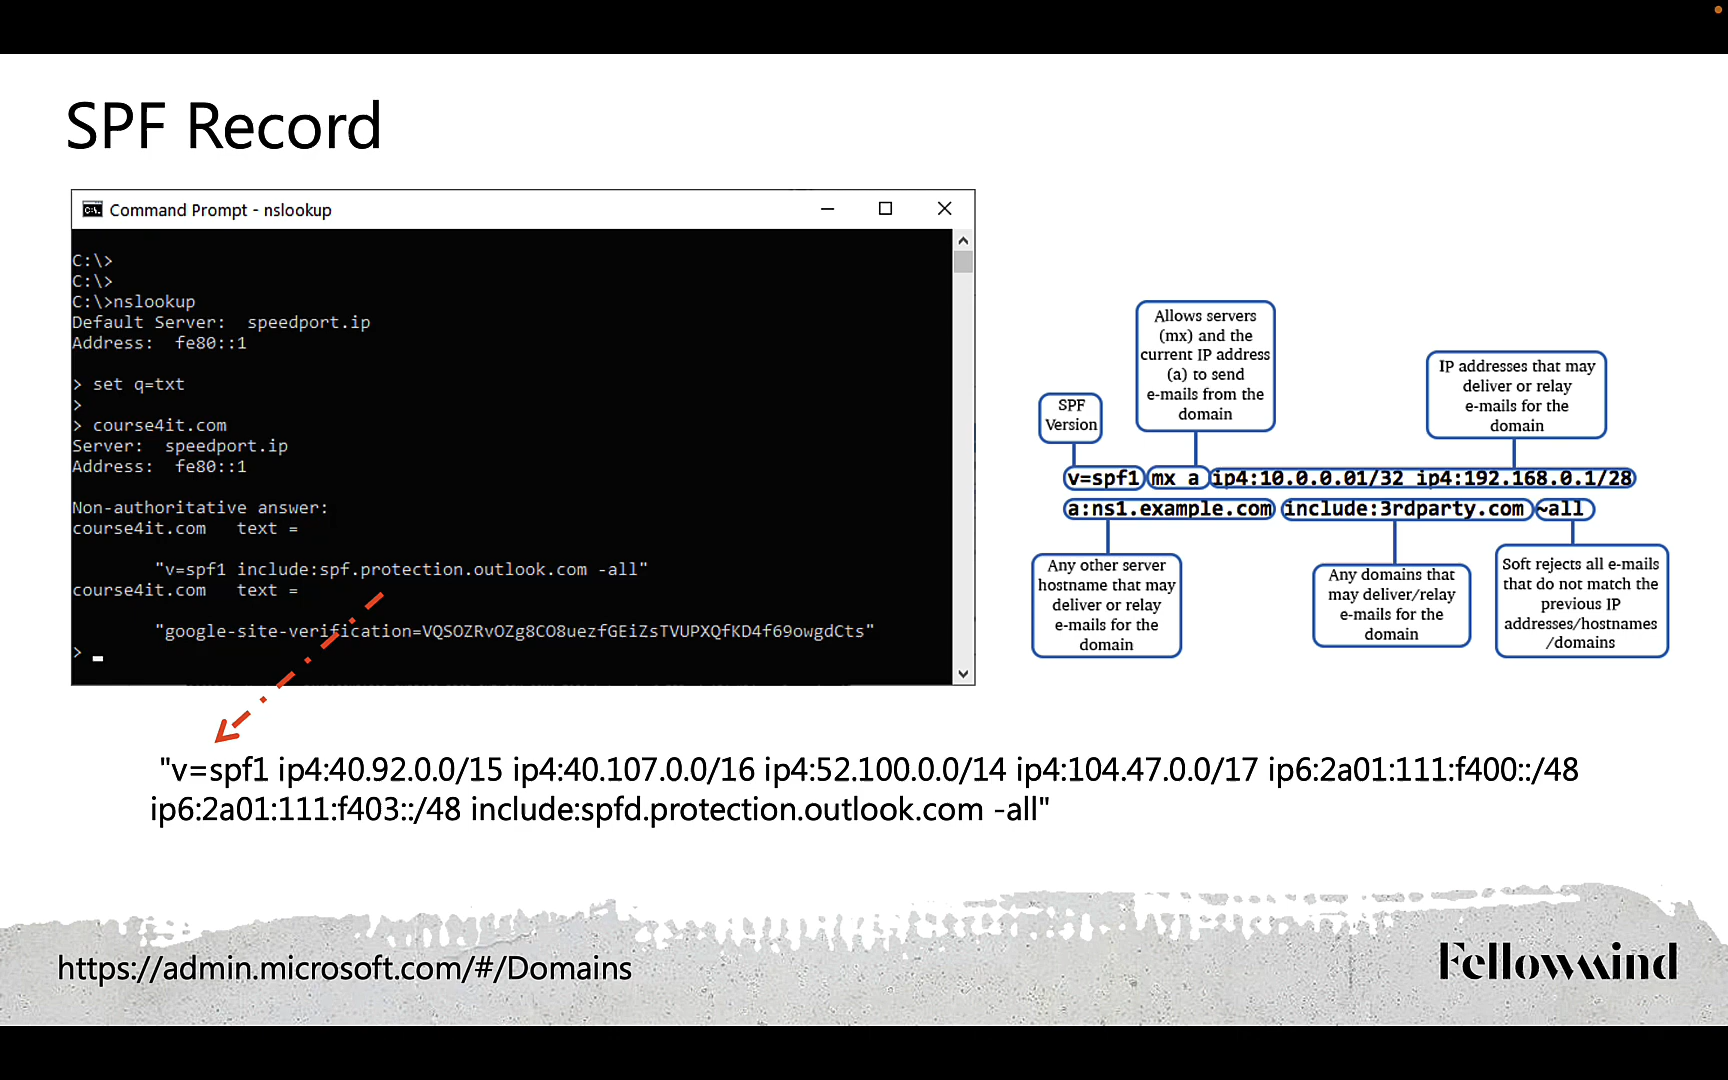 SPF Record
Command Prompt - nslookup
C:\>
C:\>
C:\>nslookup
Default Server:  speedport.ip
Address:  fe80::1
> set q=txt
>
> course4it.com
Server:  speedport.ip
Address:  fe80::1
Non-authoritative answer:
course4it.com   text =
"v=spf1 include:spf.protection.outlook.com -all"
course4it.com   text =
"google-site-verification=VQSOZRvOZg8CO8uezfGEiZsTVUPXQfKD4f69owgdCts"
>
SPF
Version
Allows servers
(mx) and the
current IP address
(a) to send
e-mails from the
domain
IP addresses that may
deliver or relay
e-mails for the
domain
v=spf1 mx a ip4:10.0.0.01/32 ip4:192.168.0.1/28
a:ns1.example.com include:3rdparty.com ~all
Any other server
hostname that may
deliver or relay
e-mails for the
domain
Any domains that
may deliver/relay
e-mails for the
domain
Soft rejects all e-mails
that do not match the
previous IP
addresses/hostnames
/domains
"v=spf1 ip4:40.92.0.0/15 ip4:40.107.0.0/16 ip4:52.100.0.0/14 ip4:104.47.0.0/17 ip6:2a01:111:f400::/48
ip6:2a01:111:f403::/48 include:spfd.protection.outlook.com -all"
https://admin.microsoft.com/#/Domains
Fellowmind